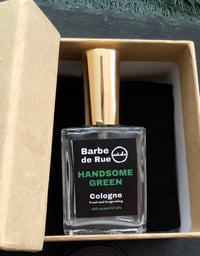 Barbe
de Rue
HANDSOME
GREEN
Cologne
Fresh and Invigorating
with essential oils